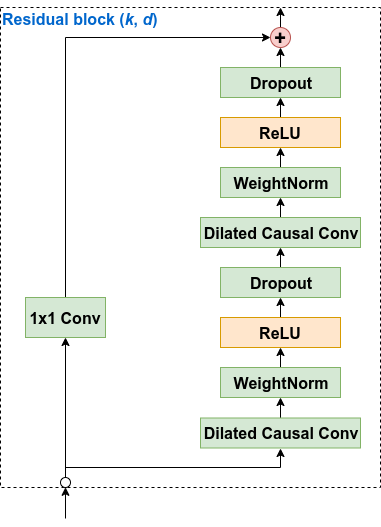 Residual block (k, d)
+
Dropout
ReLU
WeightNorm
Dilated Causal Conv
Dropout
1x1 Conv
ReLU
WeightNorm
Dilated Causal Conv